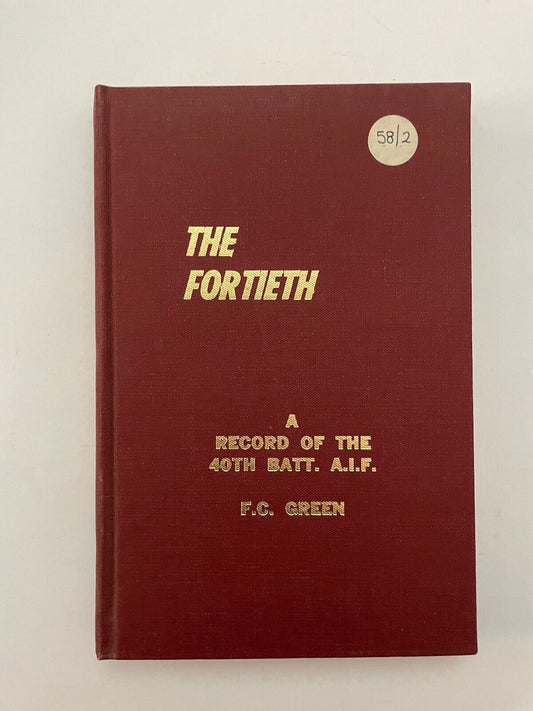 58/2
THE
FORTIETH
A
RECORD OF THE
40TH BATT. A.I.F.
F.C. GREEN